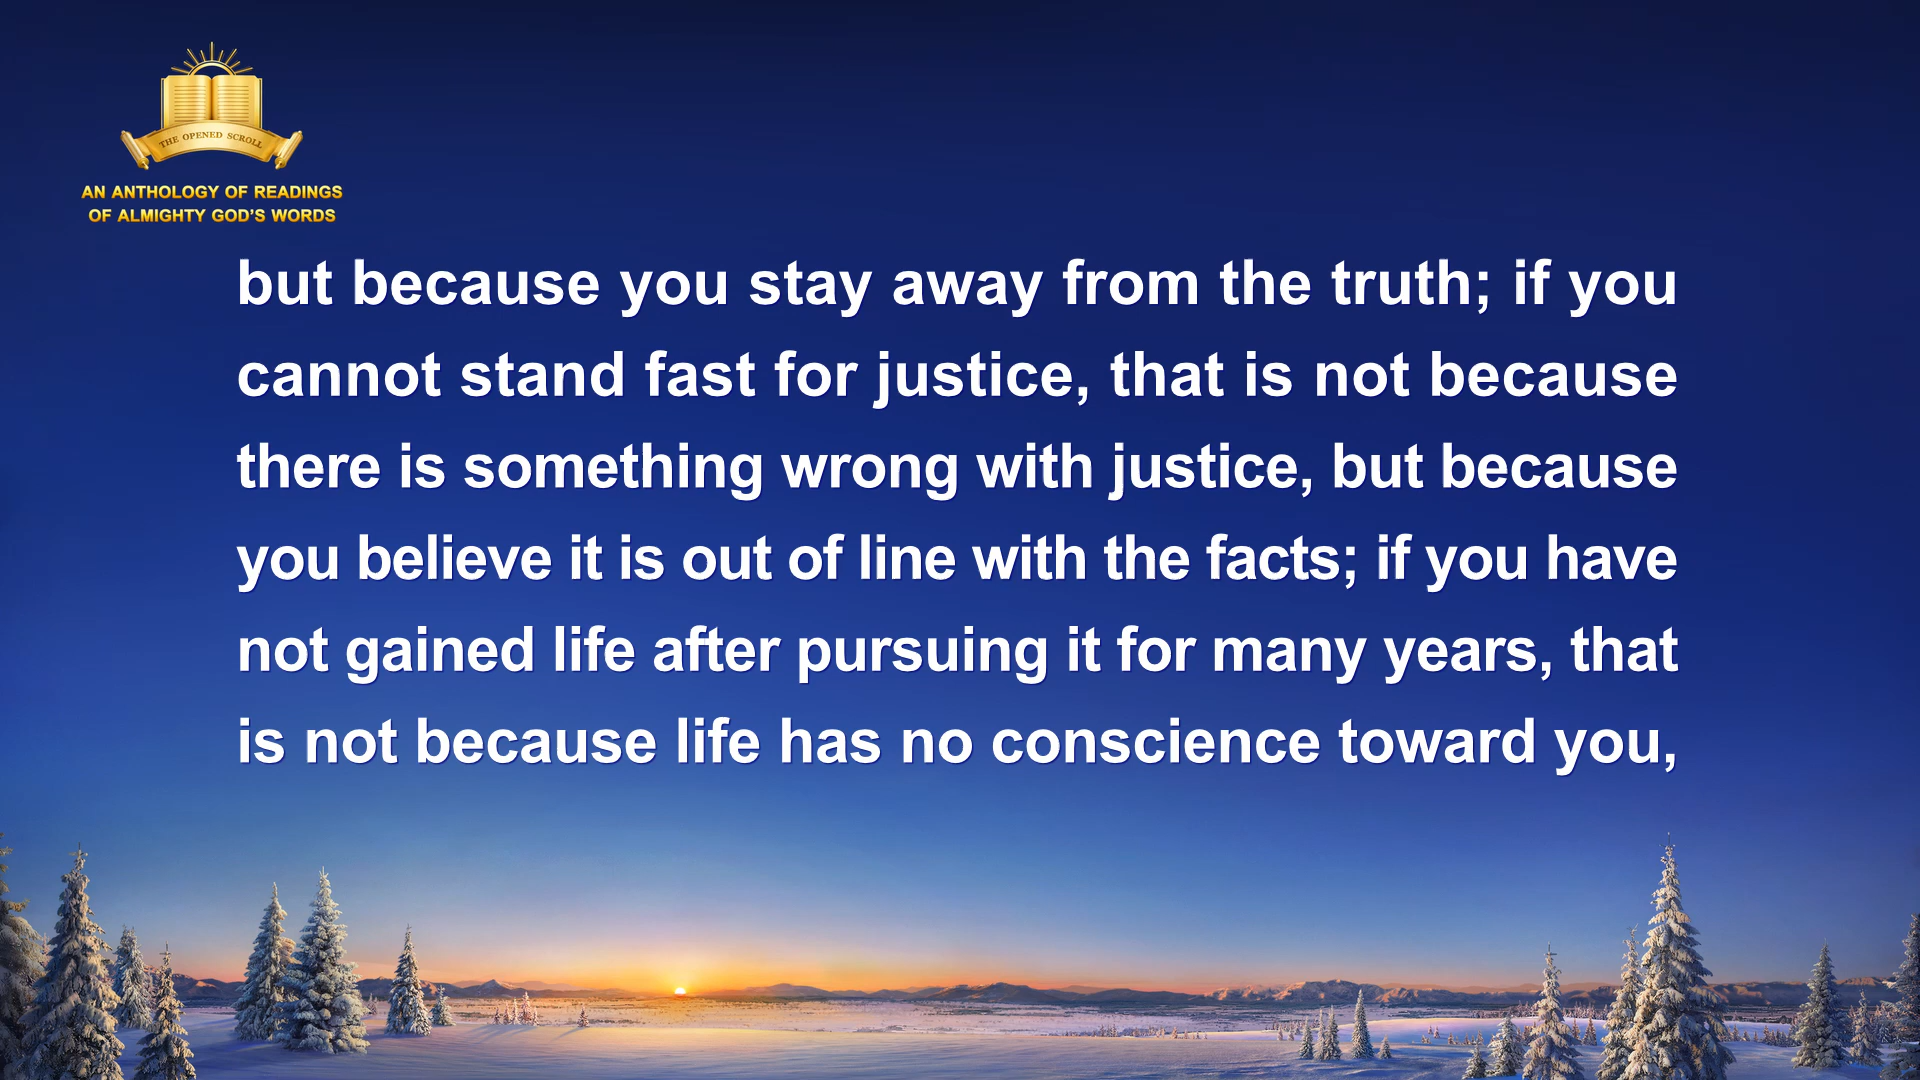 THE OPENED SCROLL
AN ANTHOLOGY OF READINGS
OF ALMIGHTY GOD'S WORDS
but because you stay away from the truth; if you
cannot stand fast for justice, that is not because
there is something wrong with justice, but because
you believe it is out of line with the facts; if you have
not gained life after pursuing it for many years, that
is not because life has no conscience toward you,